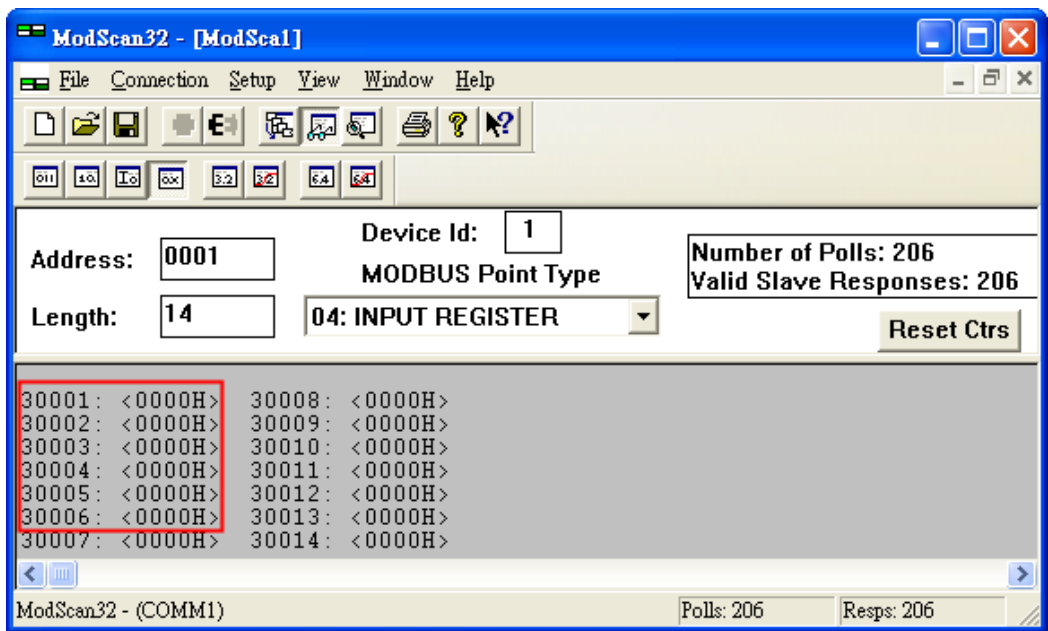 ModScan32 - [ModSca1]
File Connection Setup View Window Help
Device Id: 1
Address: 0001
MODBUS Point Type
Length: 14
04: INPUT REGISTER
Number of Polls: 206
Valid Slave Responses: 206
Reset Ctrs
30001: <0000H> 30008: <0000H>
30002: <0000H> 30009: <0000H>
30003: <0000H> 30010: <0000H>
30004: <0000H> 30011: <0000H>
30005: <0000H> 30012: <0000H>
30006: <0000H> 30013: <0000H>
30007: <0000H> 30014: <0000H>
ModScan32 - (COMM1) Polls: 206 Resps: 206